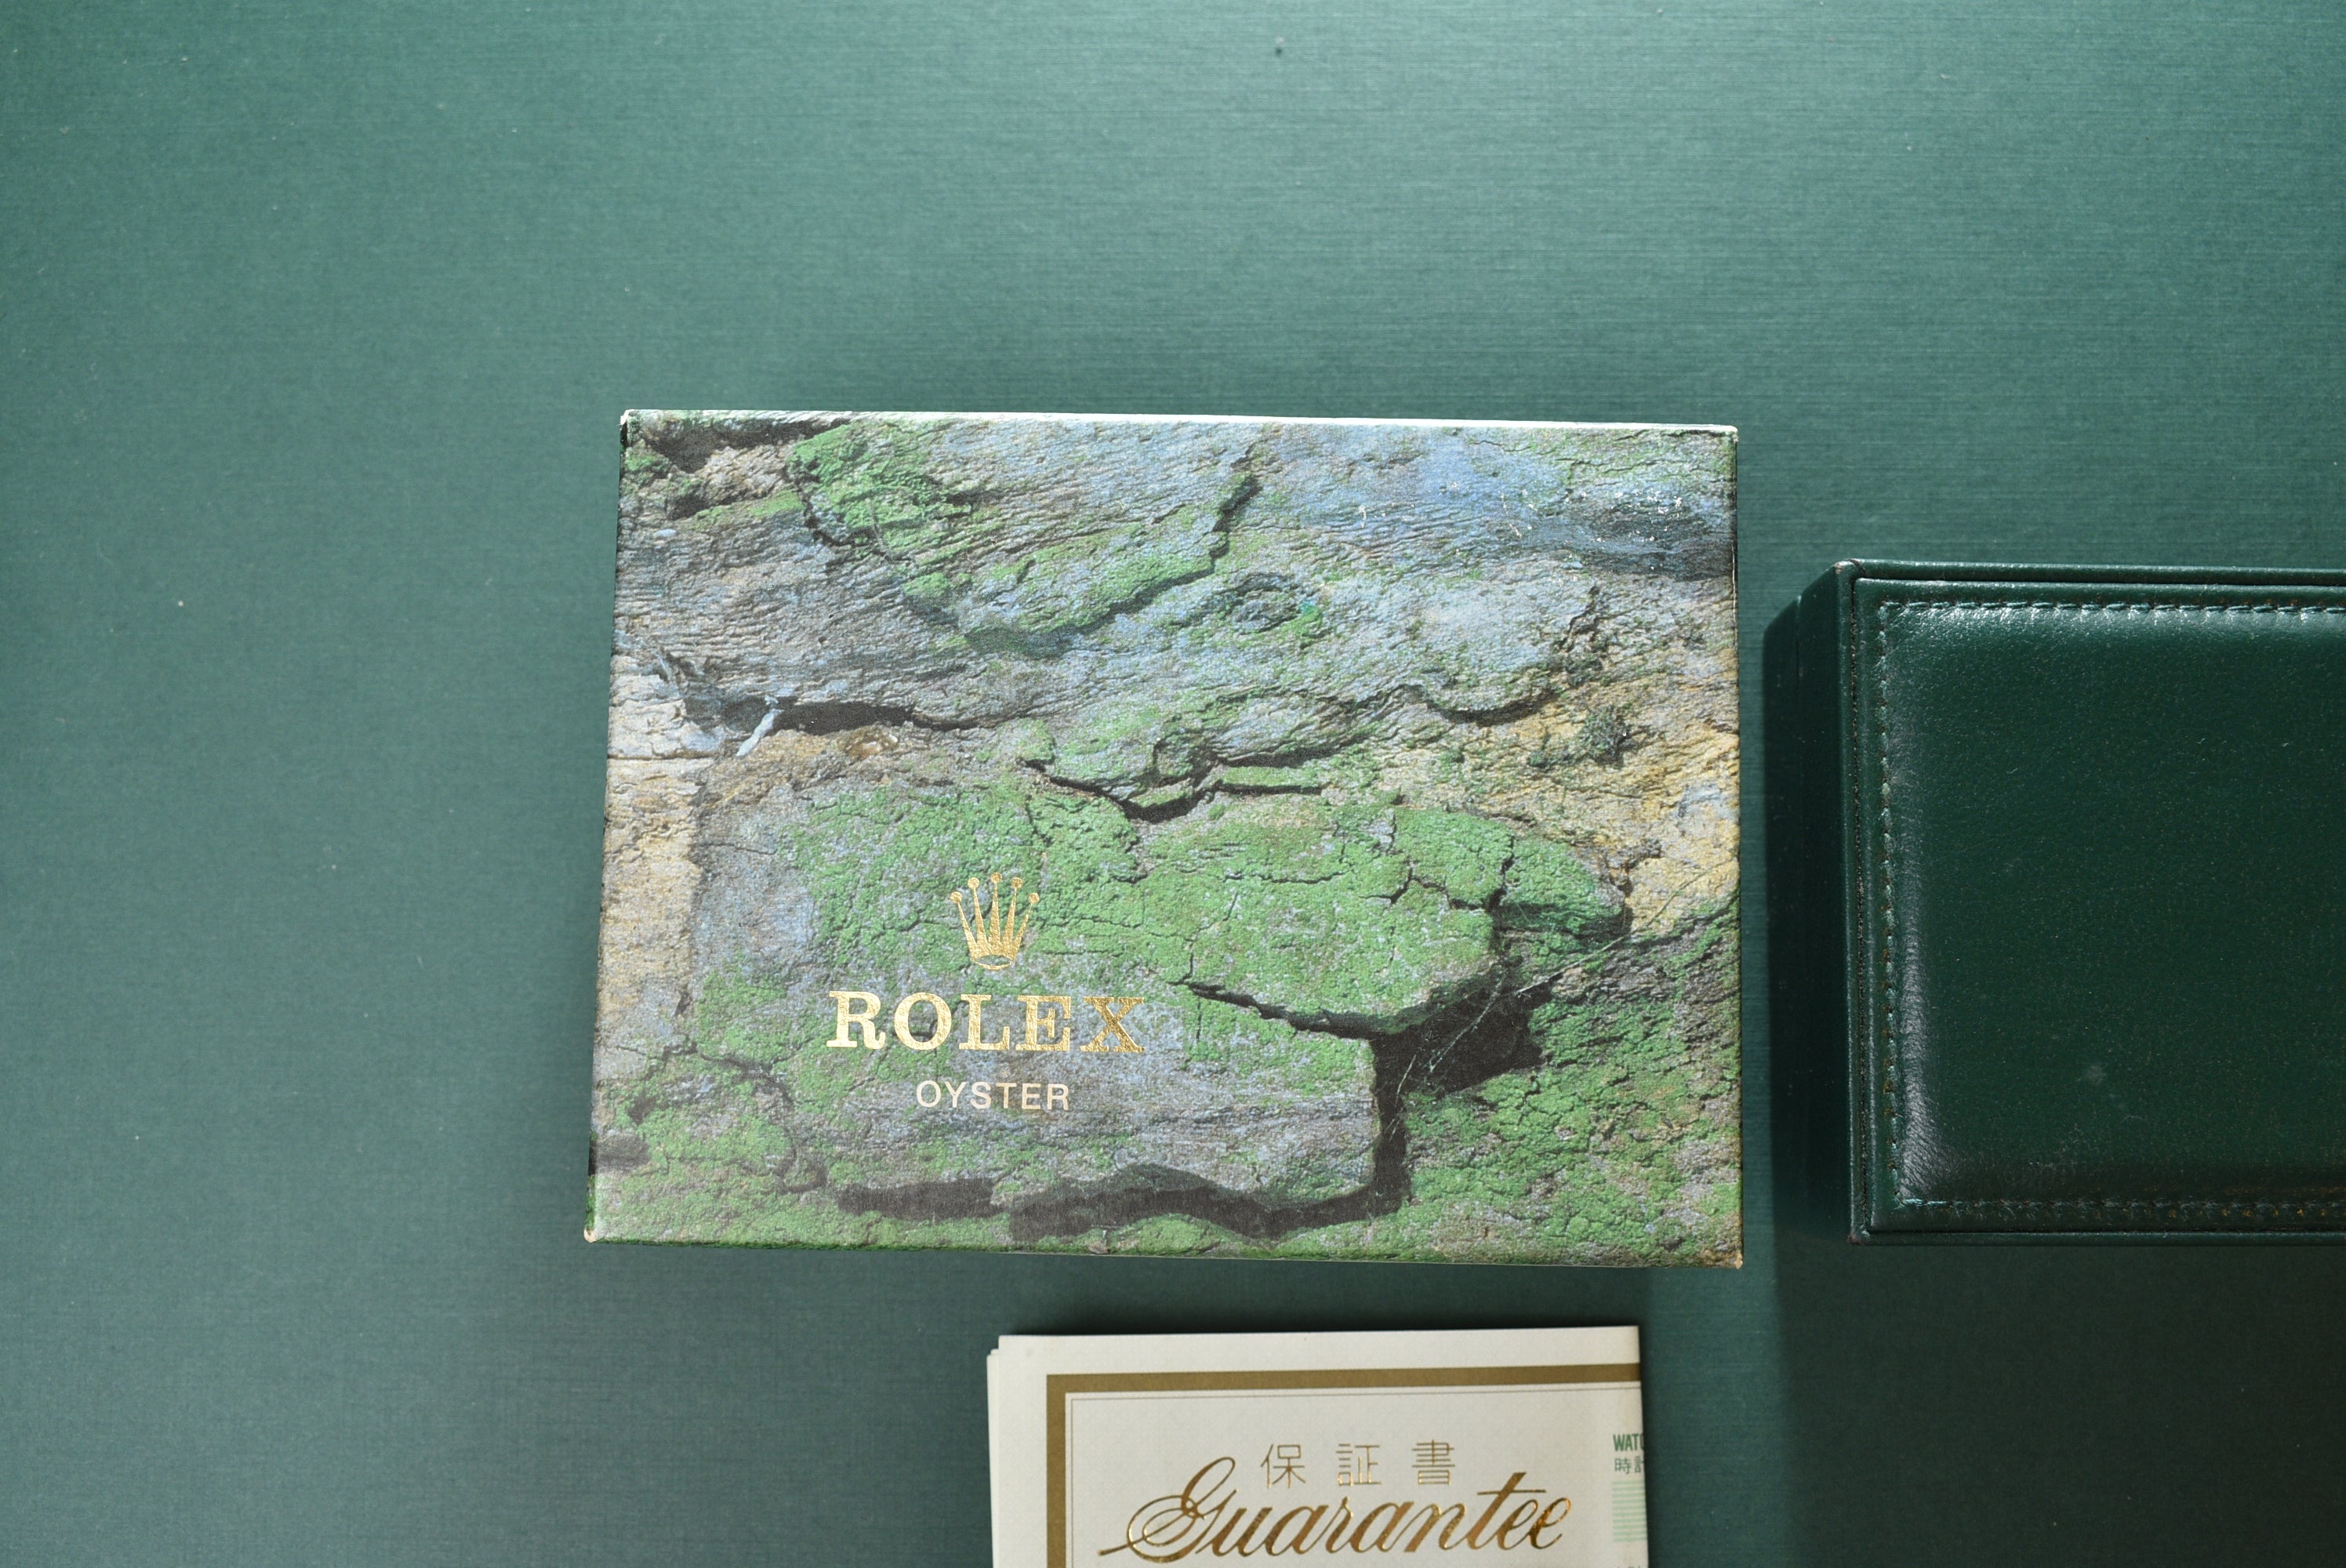 ROLEX
OYSTER
保証書
Guarantee